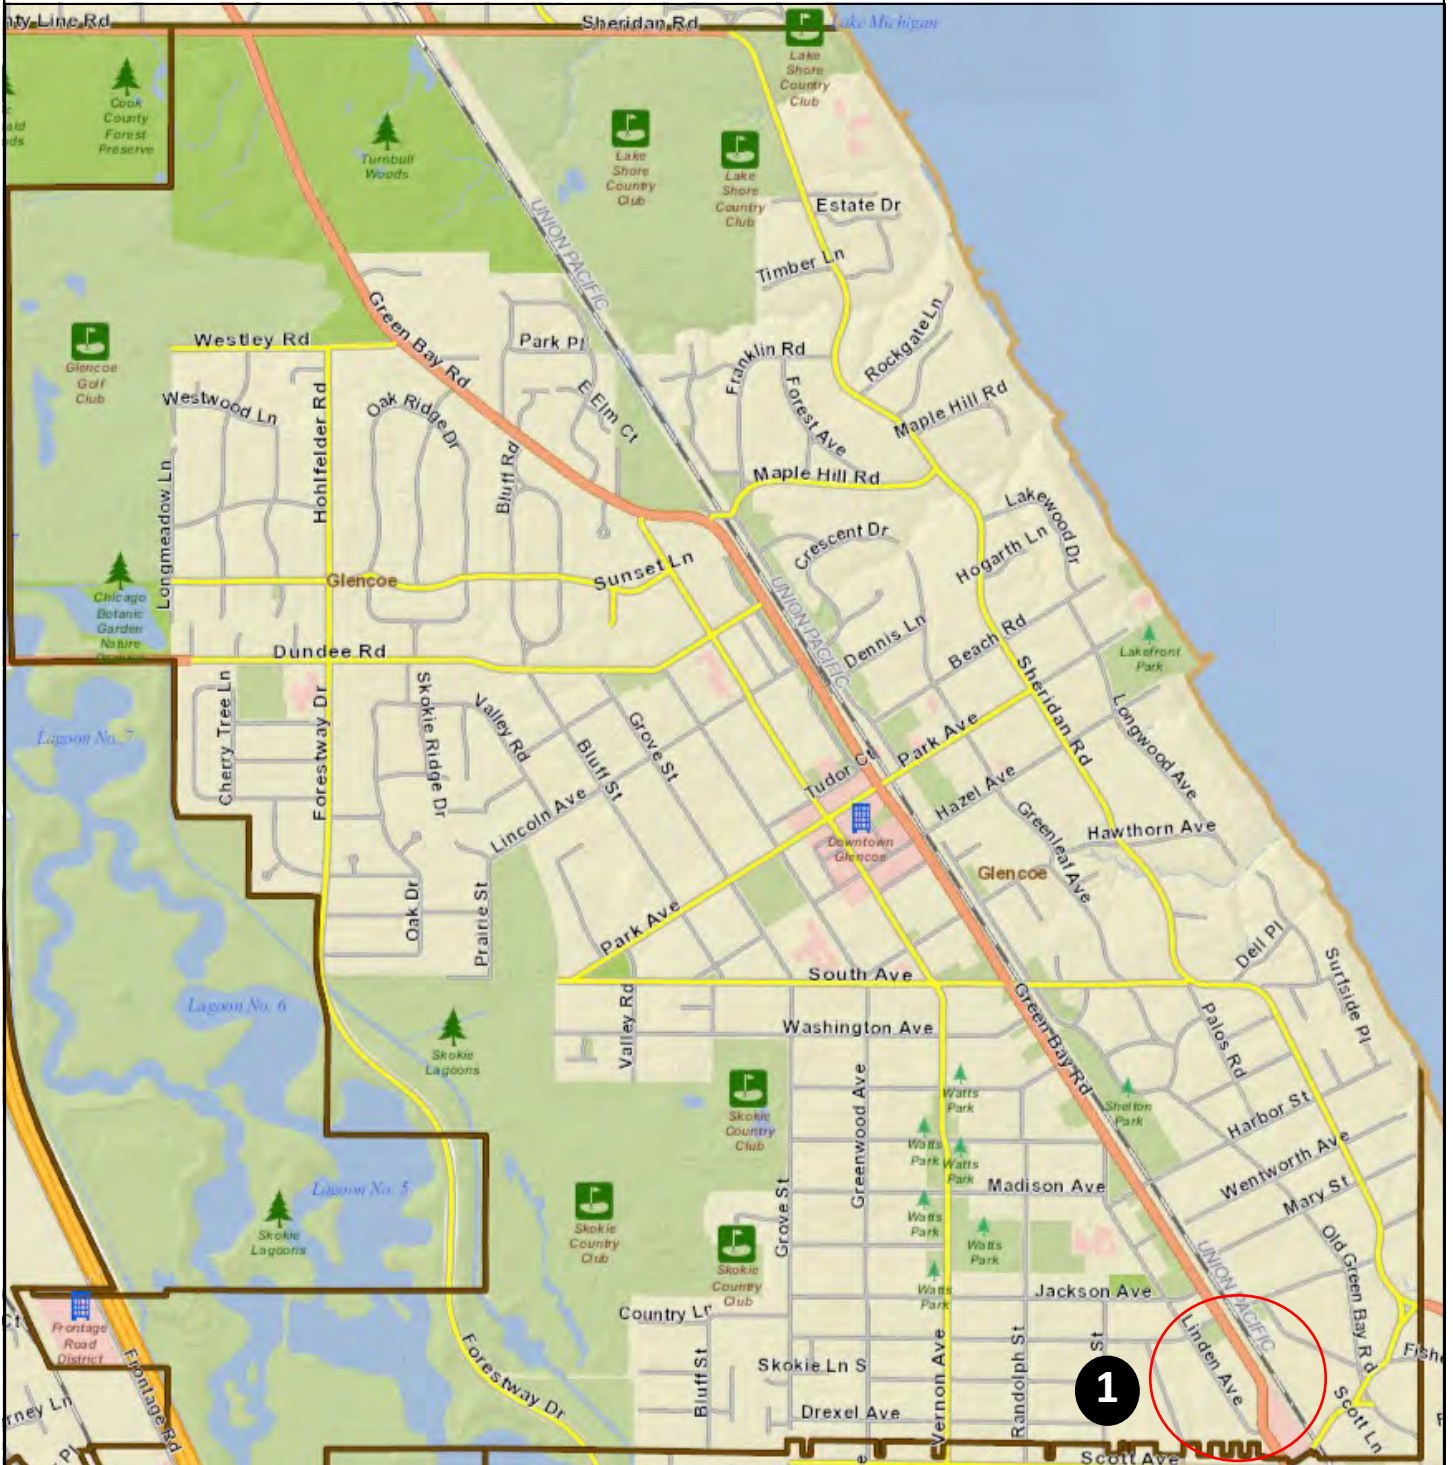 nty Line Rd
Sheridan Rd
Lake Michigan
Lake
Shore
Country
Club
Cook
County
Forest
Preserve
Turnbull
Woods
Lake
Shore
Country
Club
Lake
Shore
Country
Club
UNION PACIFIC
Estate Dr
Timber Ln
Green Bay Rd
Rockgate Ln
Westley Rd
Park Pl
Franklin Rd
Glencoe
Golf
Club
Westwood Ln
Hohlfelder Rd
Oak Ridge Dr
E Elm Ct
Forest Ave
Maple Hill Rd
Bluff Rd
Maple Hill Rd
Longmeadow Ln
Lakewood Dr
Crescent Dr
Hogarth Ln
Sunset Ln
Glencoe
UNION PACIFIC
Chicago
Botanic
Garden
Nature
Dennis Ln
Beach Rd
Lakefront
Park
Dundee Rd
Cherry Tree Ln
Forestway Dr
Skokie Ridge Dr
Valley Rd
Grove St
Bluff St
Sheridan Rd
Longwood Ave
Lagoon No. 7
Park Ave
Tudor Ct
Hazel Ave
Lincoln Ave
Downtown
Glencoe
Greenleaf Ave
Hawthorn Ave
Glencoe
Oak Dr
Prairie St
Park Ave
Dell Pl
Surfside Pl
South Ave
Lagoon No. 6
Valley Rd
Washington Ave
Green Bay Rd
Palos Rd
Skokie
Lagoons
Greenwood Ave
Watts
Park
Shelton
Park
Skokie
Country
Club
Harbor St
Watts
Park
Watts
Park
Wentworth Ave
Lagoon No. 5
Madison Ave
Mary St
Grove St
Skokie
Lagoons
Skokie
Country
Club
Watts
Park
Watts
Park
Old Green Bay Rd
Skokie
Country
Club
UNION PACIFIC
Watts
Park
Jackson Ave
Country Ln
Frontage
Road
District
Frontage Rd
Forestway Dr
Bluff St
Skokie Ln S
Vernon Ave
Randolph St
St
Linden Ave
Fish
1
Drexel Ave
Scott Ln
rney Ln
Pl
Scott Ave